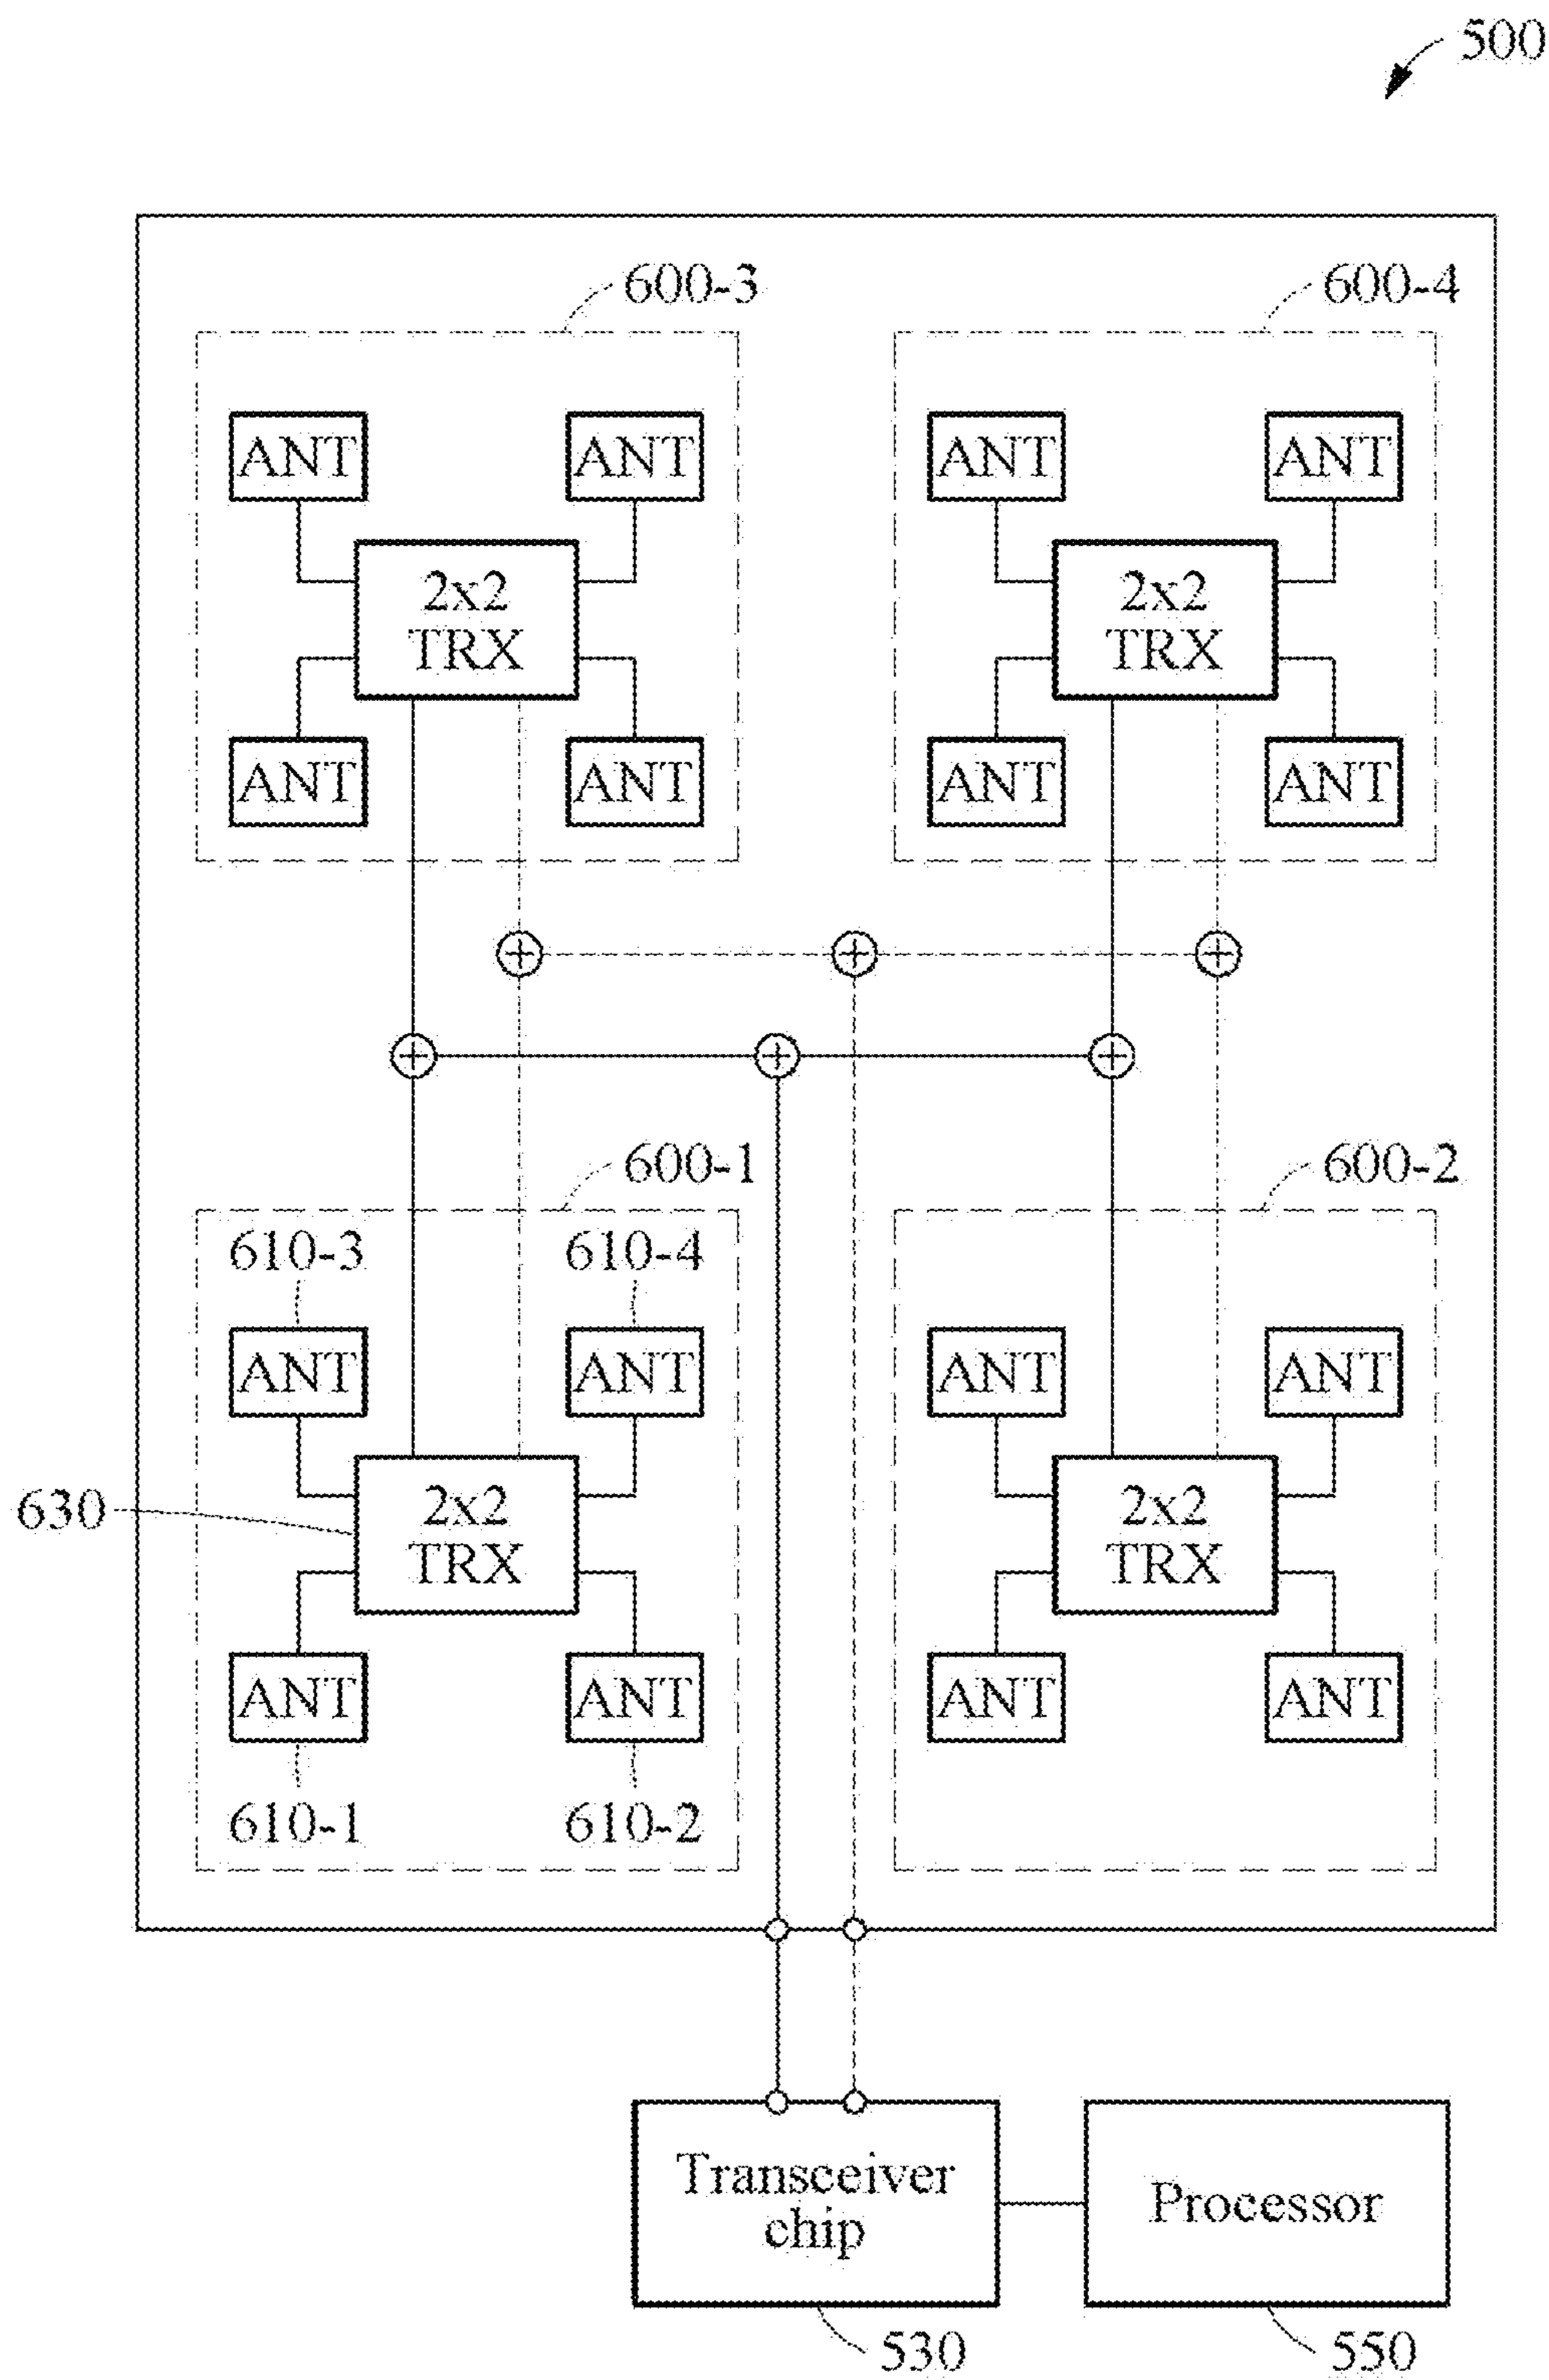 500
600-3
600-4
ANT ANT ANT ANT
2x2 2x2
TRX TRX
ANT ANT ANT ANT
600-1
600-2
610-3 610-4
ANT ANT ANT ANT
630
2x2 2x2
TRX TRX
ANT ANT ANT ANT
610-1 610-2
Transceiver
chip
Processor
530
550